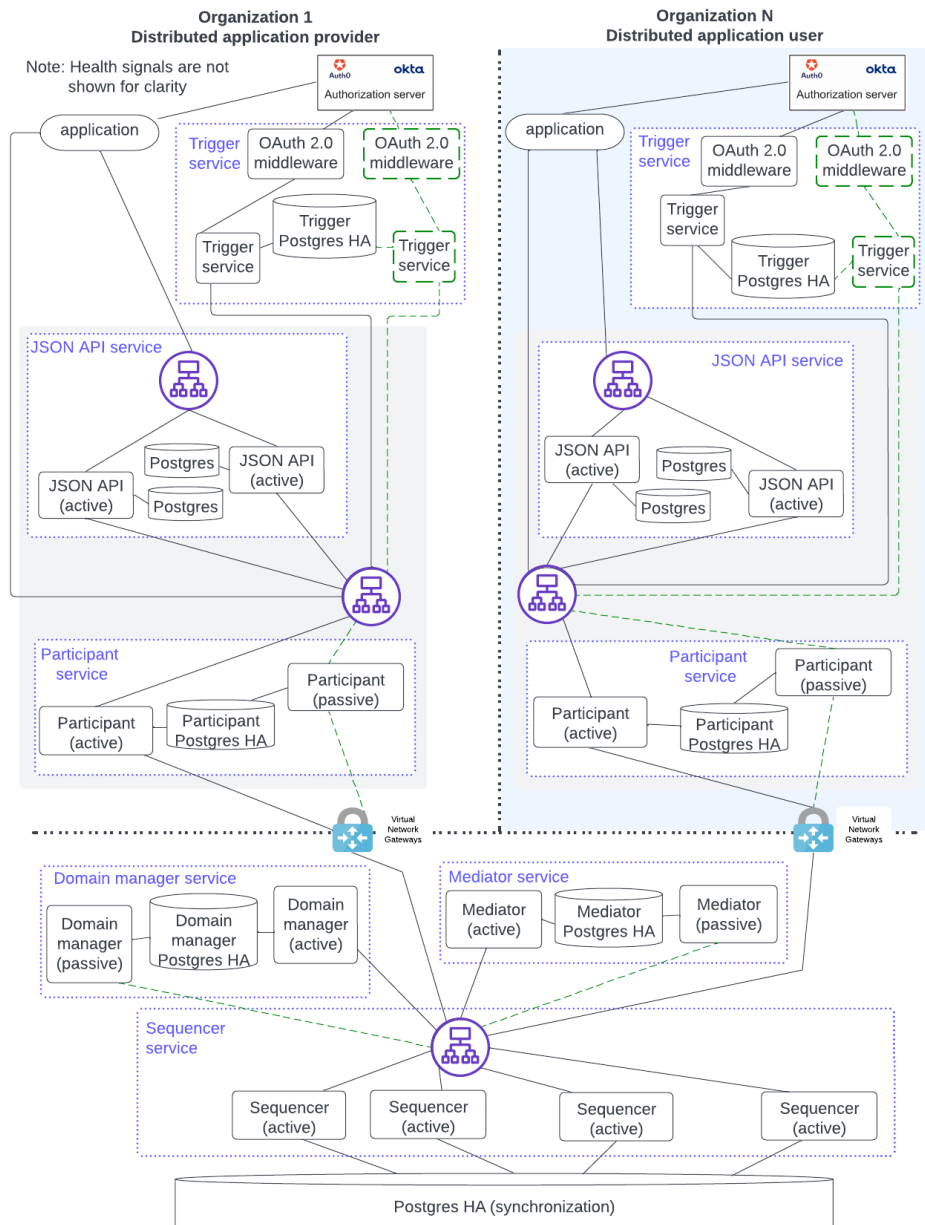 Organization 1
Distributed application provider
Organization N
Distributed application user
Note: Health signals are not
shown for clarity
Auth0
okta
Authorization server
application
Trigger
service
OAuth 2.0
middleware
OAuth 2.0
middleware
Trigger
Postgres HA
Trigger
service
Trigger
service
JSON API service
JSON API
(active)
Postgres
Postgres
JSON API
(active)
Participant
service
Participant
(active)
Participant
Postgres HA
Participant
(passive)
Virtual
Network
Gateways
Auth0
okta
Authorization server
application
Trigger
service
OAuth 2.0
middleware
OAuth 2.0
middleware
Trigger
service
Trigger
Postgres HA
Trigger
service
JSON API service
JSON API
(active)
Postgres
Postgres
JSON API
(active)
Participant
service
Participant
(active)
Participant
Postgres HA
Participant
(passive)
Virtual
Network
Gateways
Domain manager service
Domain
manager
(passive)
Domain
manager
Postgres HA
Domain
manager
(active)
Mediator service
Mediator
(active)
Mediator
Postgres HA
Mediator
(passive)
Sequencer
service
Sequencer
(active)
Sequencer
(active)
Sequencer
(active)
Sequencer
(active)
Postgres HA (synchronization)